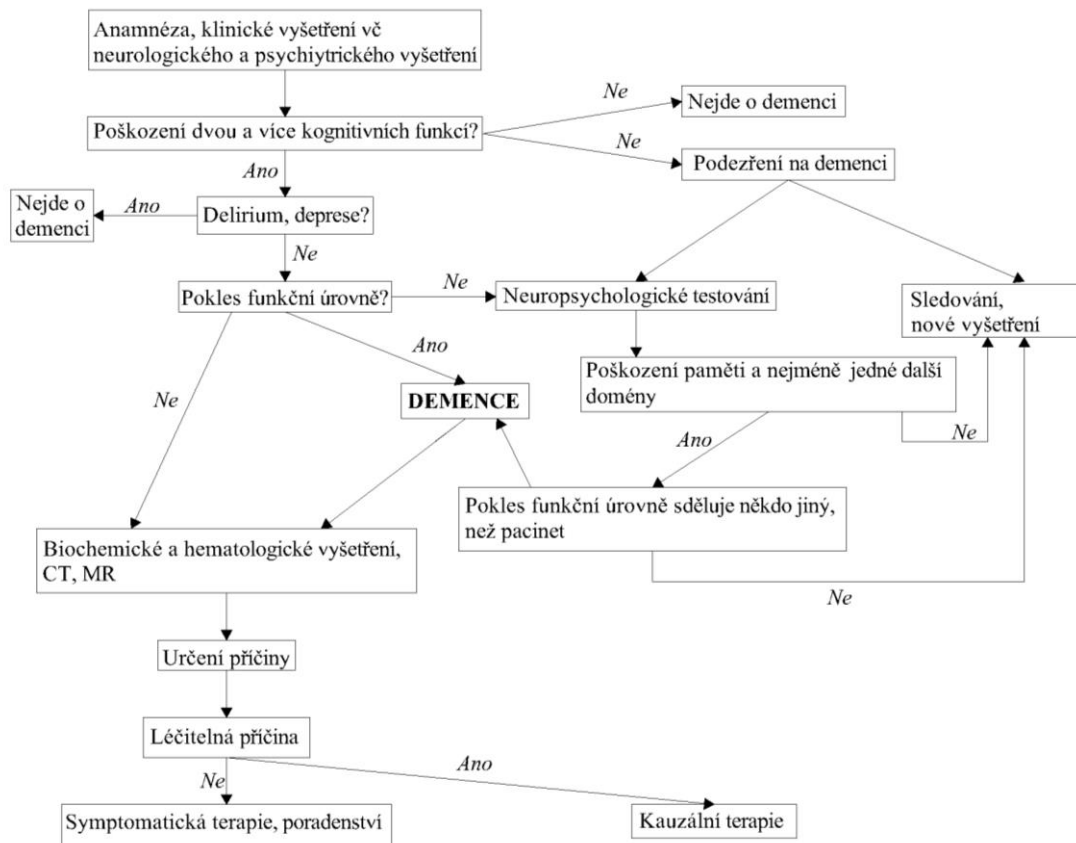 Anamnéza, klinické vyšetření vč
neurologického a psychiytrického vyšetření
Ne
Nejde o demenci
Poškození dvou a více kognitivních funkcí?
Ne
Podezření na demenci
Ano
Nejde o
demenci
Ano
Delirium, deprese?
Ne
Pokles funkční úrovně?
Ne
Neuropsychologické testování
Sledování,
nové vyšetření
Ano
Poškození paměti a nejméně jedné další
domény
Ne
DEMENCE
Ano
Ne
Pokles funkční úrovně sděluje někdo jiný,
než pacinet
Biochemické a hematologické vyšetření,
CT, MR
Ne
Určení příčiny
Léčitelná příčina
Ano
Ne
Symptomatická terapie, poradenství
Kauzální terapie